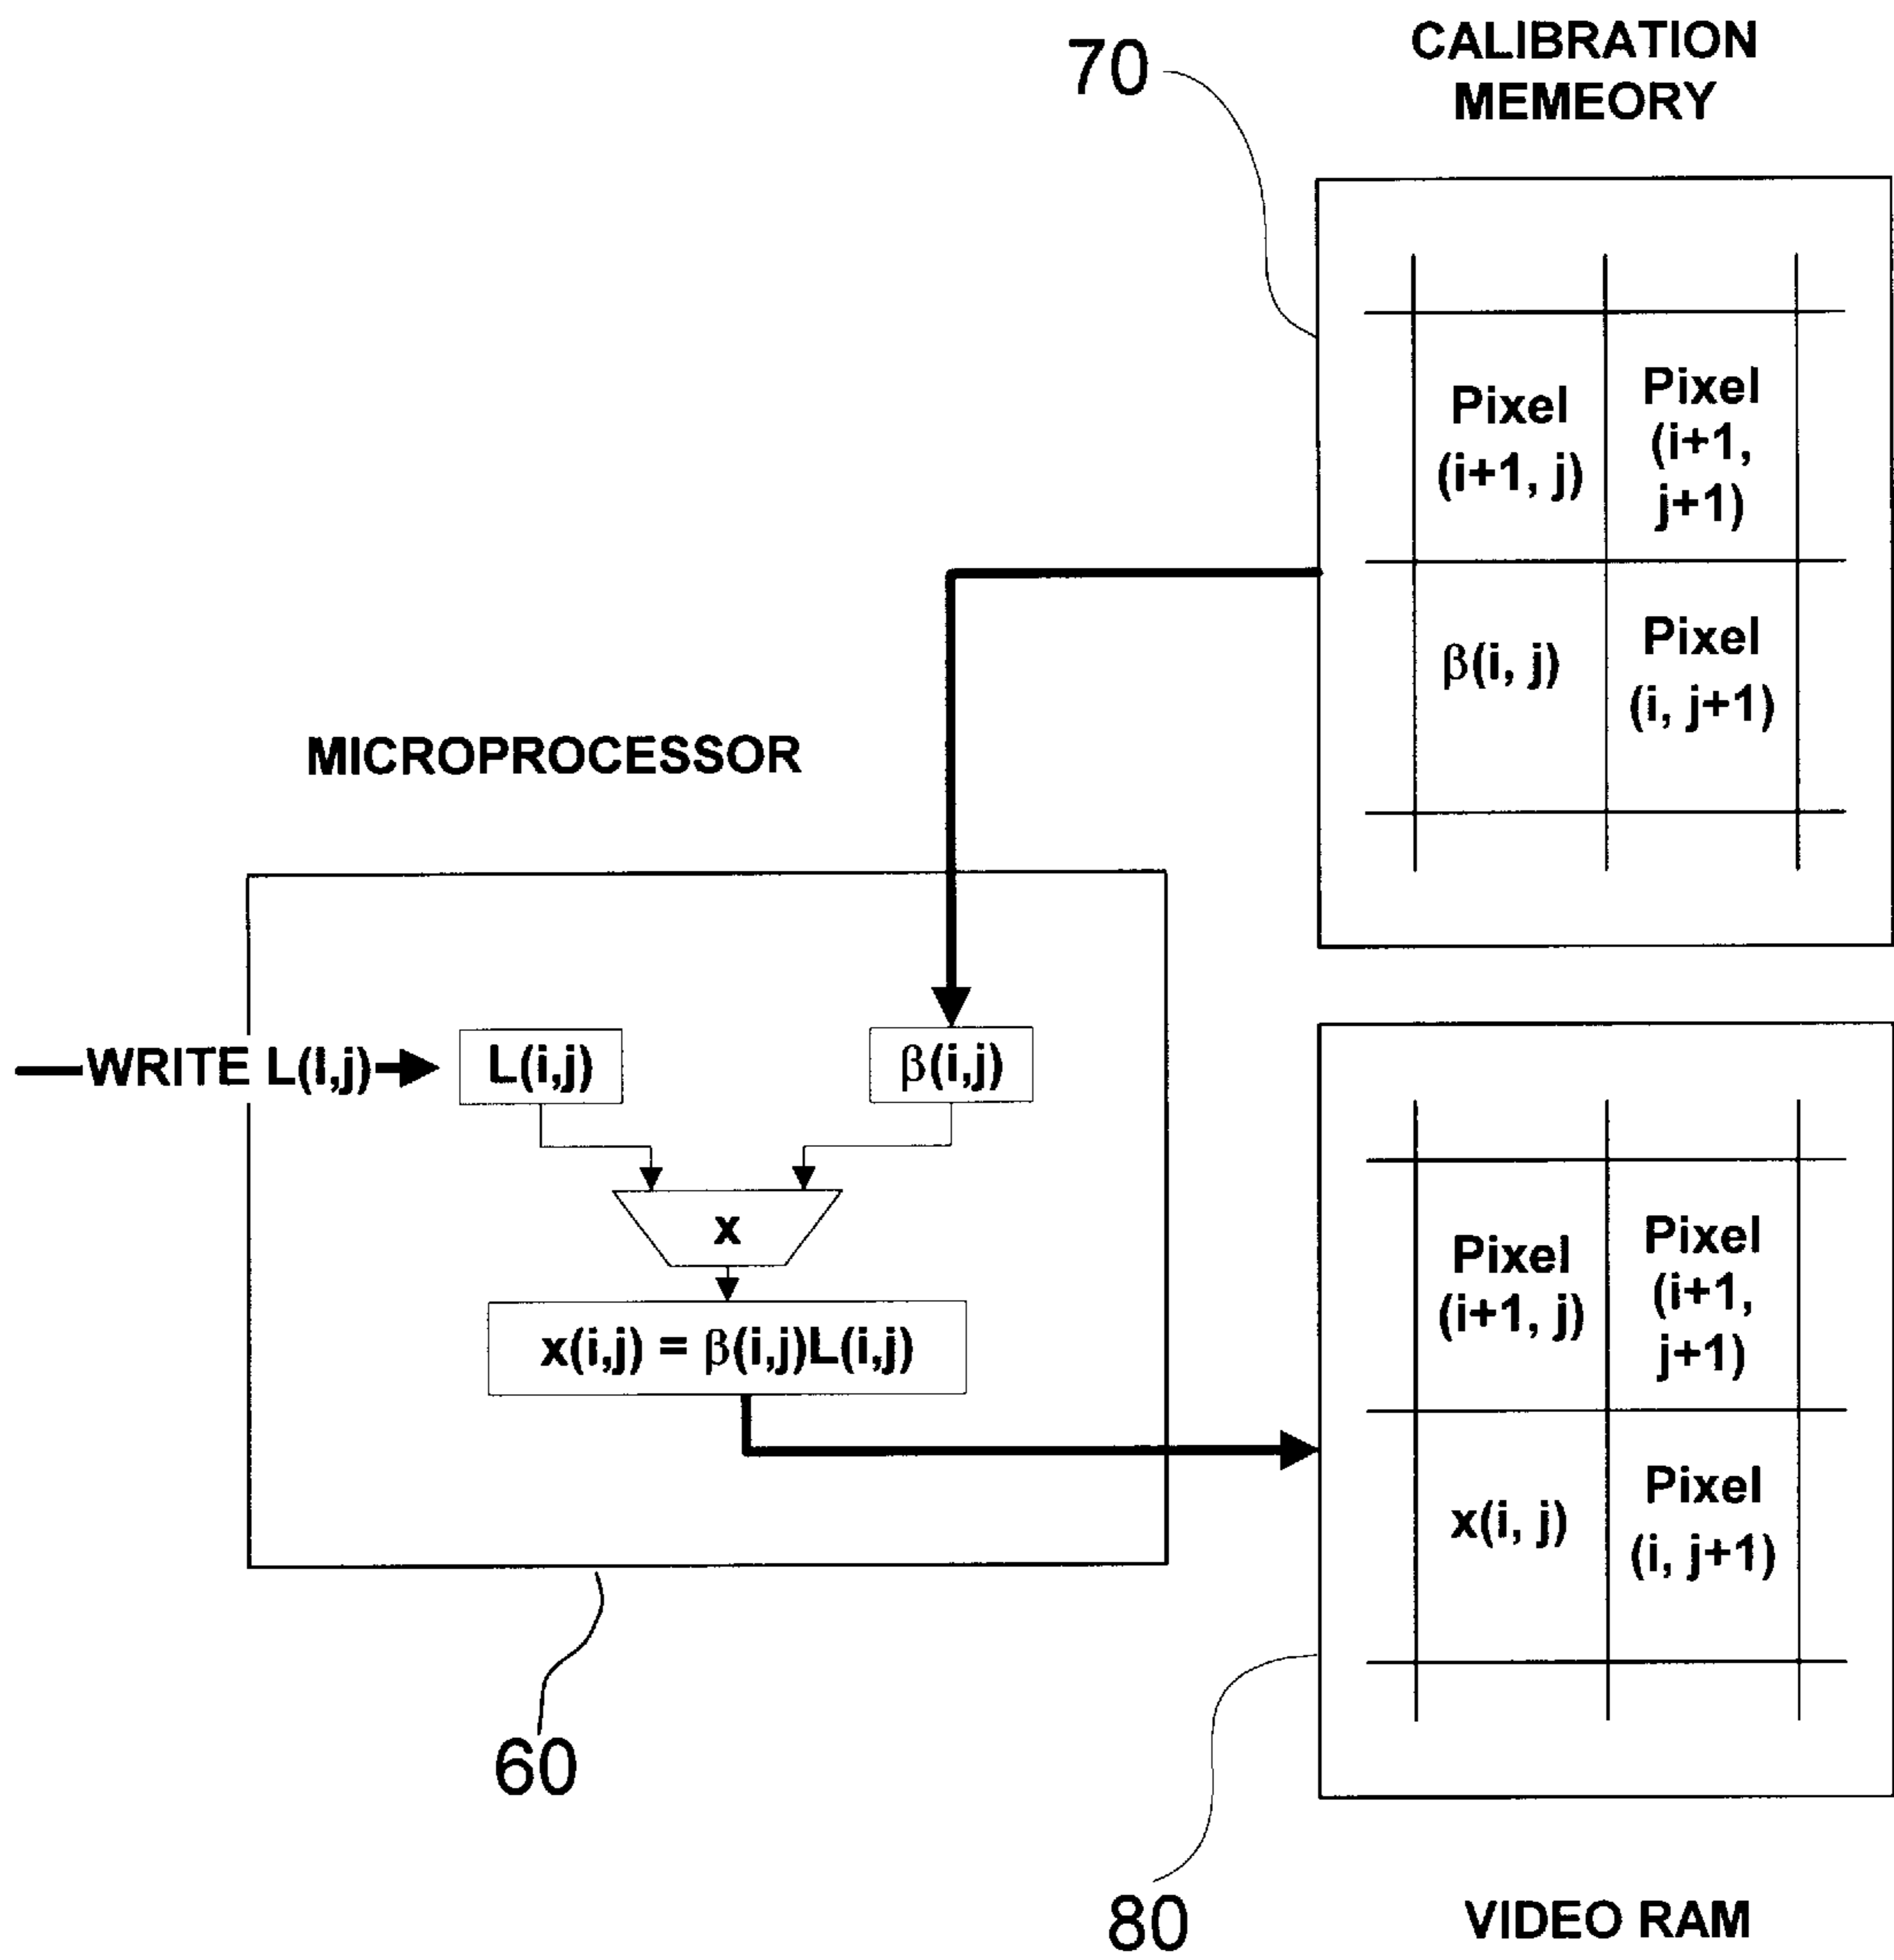 70
CALIBRATION
MEMEORY
Pixel
(i+1, j)
Pixel
(i+1,
j+1)
β(i, j)
Pixel
(i, j+1)
MICROPROCESSOR
WRITE L(I,j)
L(i,j)
β(i,j)
x
x(i,j) = β(i,j)L(i,j)
60
Pixel
(i+1, j)
Pixel
(i+1,
j+1)
x(i, j)
Pixel
(i, j+1)
80
VIDEO RAM